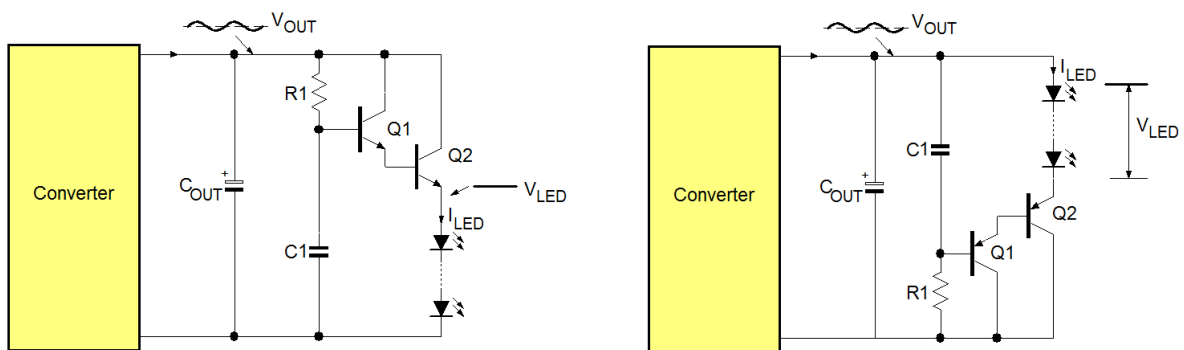 VOUT
R1
Q1
Q2
Converter
+
COUT
VLED
ILED
C1
VOUT
ILED
VLED
C1
Converter
+
COUT
Q2
Q1
R1